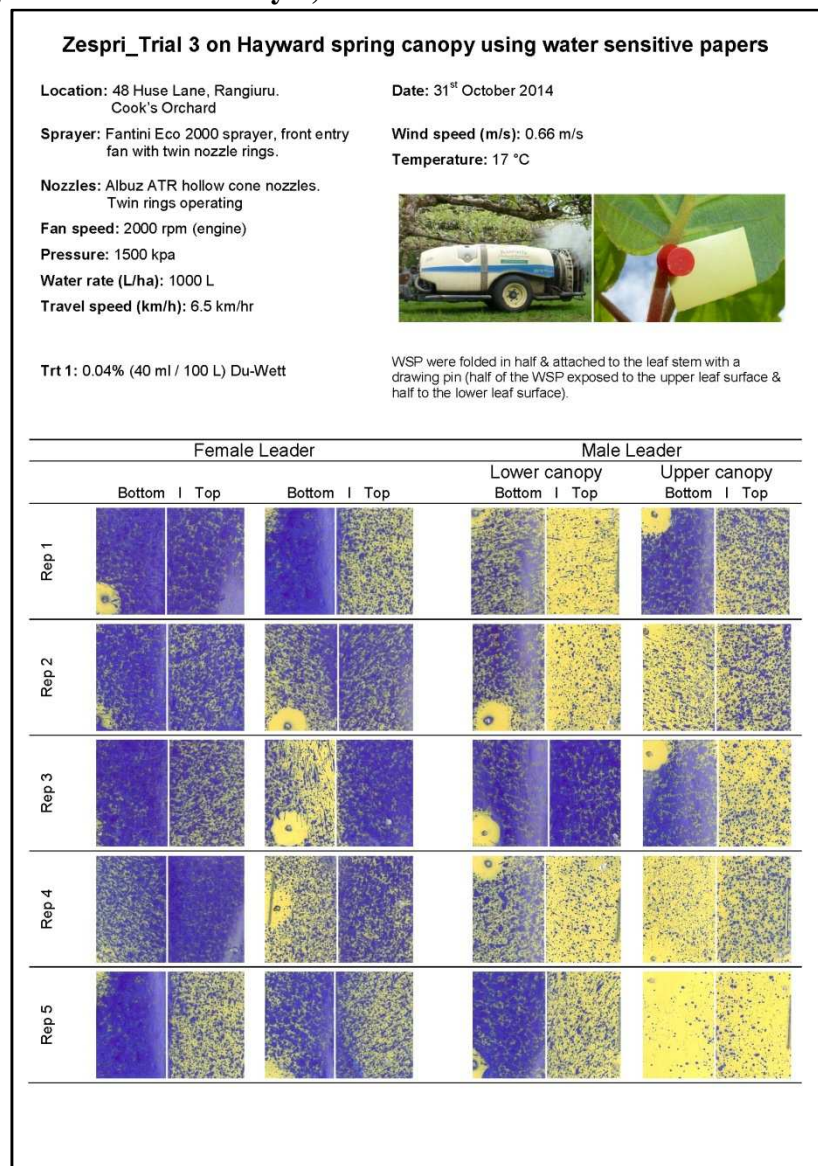 Zespri_Trial 3 on Hayward spring canopy using water sensitive papers
Location: 48 Huse Lane, Rangiuru.
Cook's Orchard
Date: 31st October 2014
Sprayer: Fantini Eco 2000 sprayer, front entry
fan with twin nozzle rings.
Wind speed (m/s): 0.66 m/s
Temperature: 17 °C
Nozzles: Albuz ATR hollow cone nozzles.
Twin rings operating
Fan speed: 2000 rpm (engine)
Pressure: 1500 kpa
Water rate (L/ha): 1000 L
Travel speed (km/h): 6.5 km/hr
Trt 1: 0.04% (40 ml / 100 L) Du-Wett
WSP were folded in half & attached to the leaf stem with a
drawing pin (half of the WSP exposed to the upper leaf surface &
half to the lower leaf surface).
Female Leader Male Leader
Lower canopy Upper canopy
Bottom I Top Bottom I Top Bottom I Top Bottom I Top
Rep 1
Rep 2
Rep 3
Rep 4
Rep 5